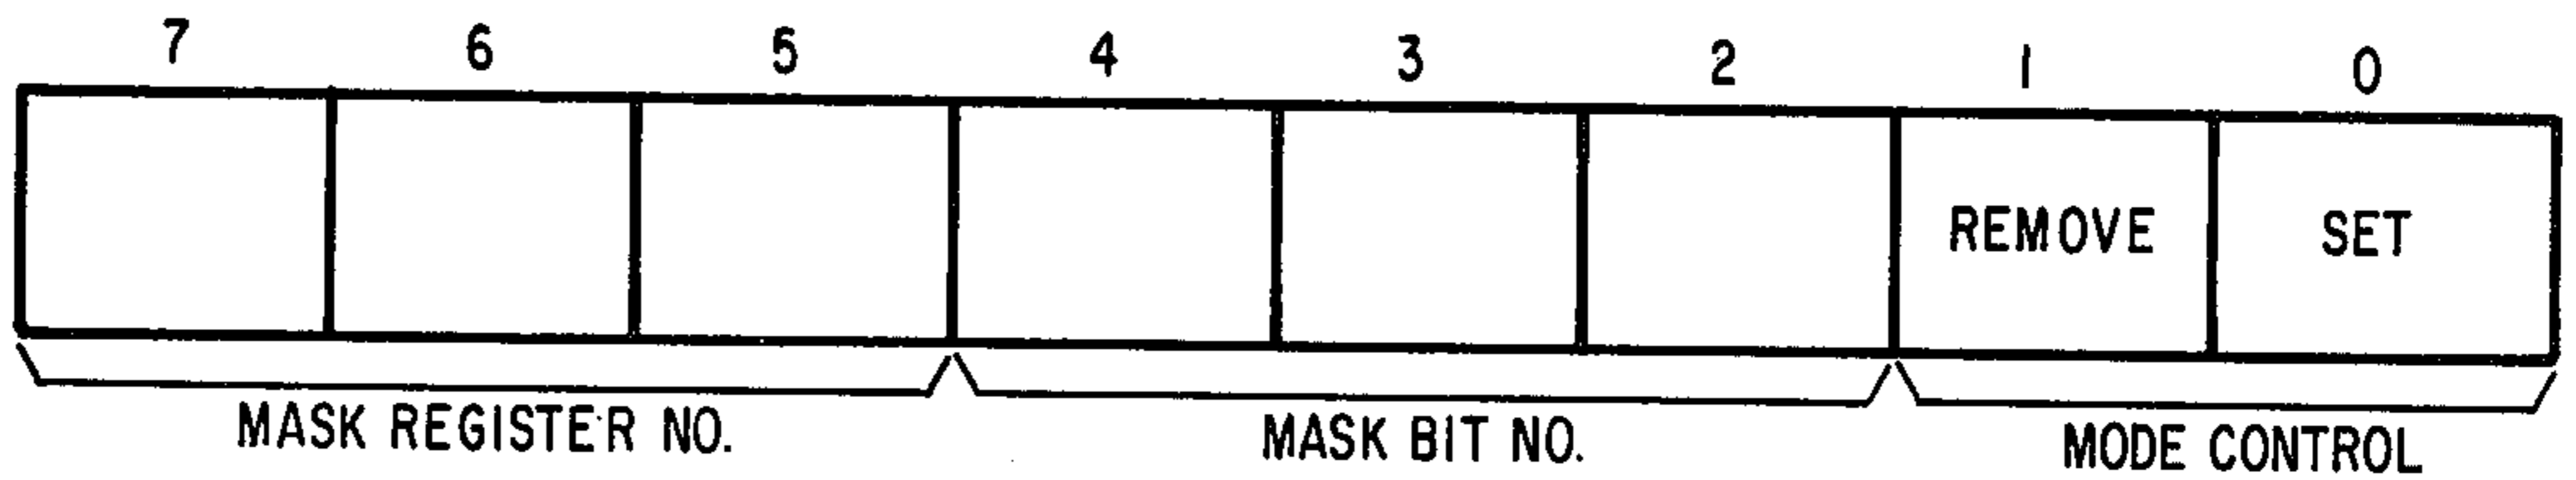 7 6 5 4 3 2 1 0
REMOVE SET
MASK REGISTER NO. MASK BIT NO. MODE CONTROL